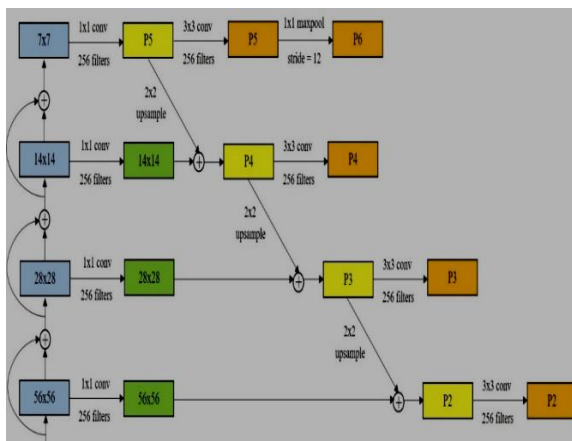 1x1 conv
3x3 conv
1x1 maxpool
7x7
P5
P5
P6
256 filters
256 filters
stride = 12
2x2
upsample
1x1 conv
3x3 conv
14x14
14x14
P4
P4
256 filters
256 filters
2x2
upsample
1x1 conv
3x3 conv
28x28
28x28
P3
P3
256 filters
256 filters
2x2
upsample
1x1 conv
3x3 conv
56x56
56x56
P2
P2
256 filters
256 filters